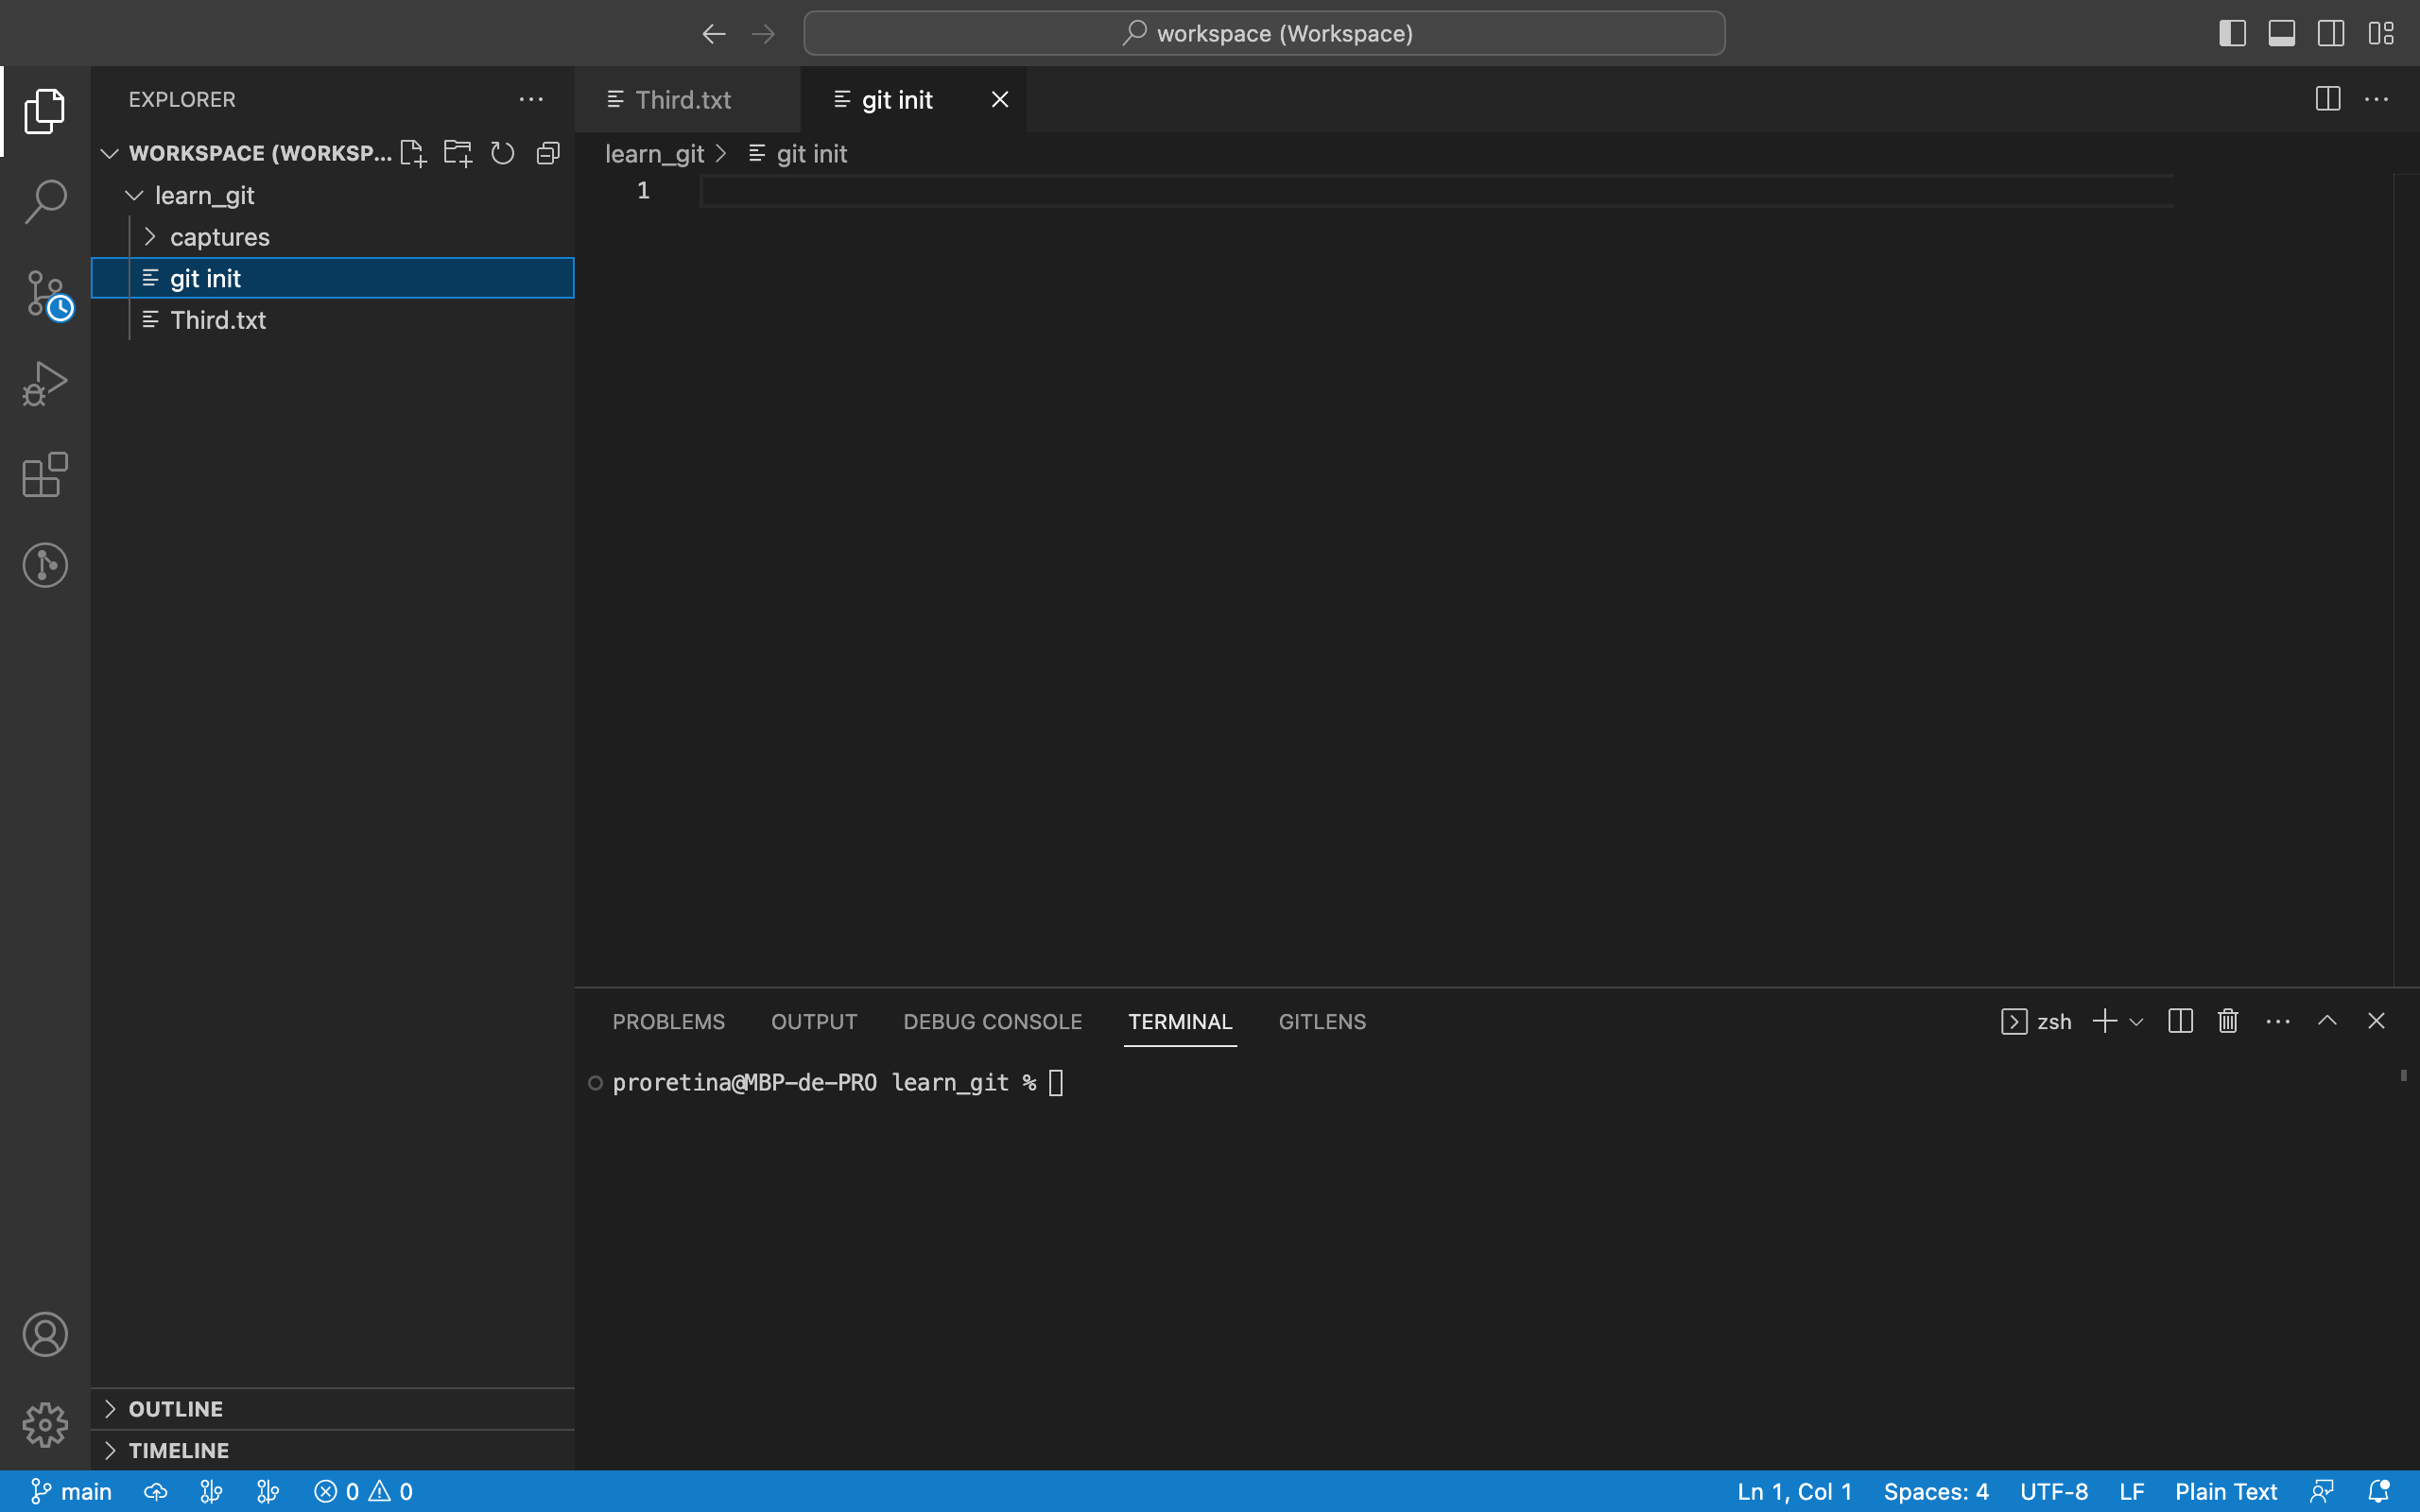 workspace (Workspace)
EXPLORER
WORKSPACE (WORKSP...
learn_git
captures
git init
Third.txt
OUTLINE
TIMELINE
Third.txt
git init
learn_git
git init
1
PROBLEMS
OUTPUT
DEBUG CONSOLE
TERMINAL
GITLENS
zsh
proretina@MBP-de-PRO learn_git %
main
0
0
Ln 1, Col 1
Spaces: 4
UTF-8
LF
Plain Text